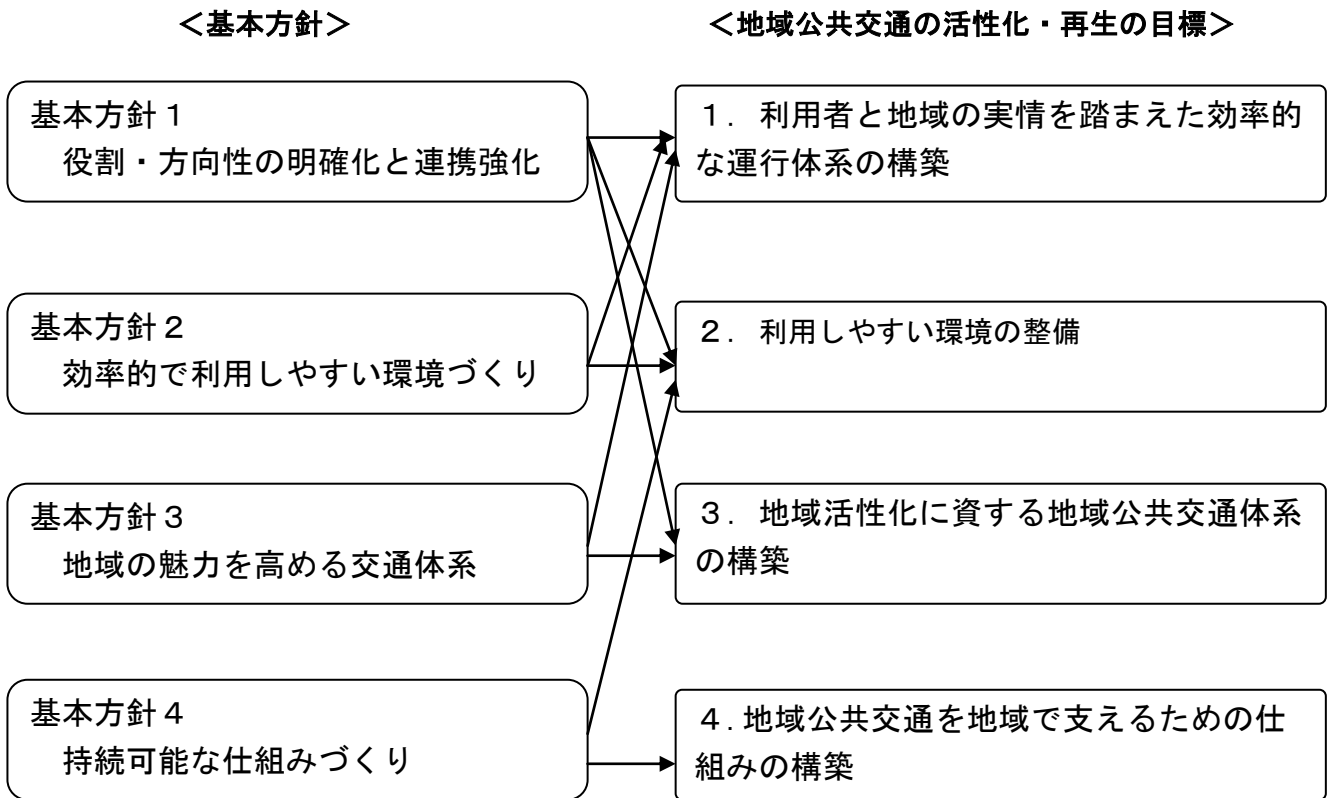 ＜基本方針＞
＜地域公共交通の活性化・再生の目標＞
基本方針１
役割・方向性の明確化と連携強化
１．利用者と地域の実情を踏まえた効率的
な運行体系の構築
基本方針２
効率的で利用しやすい環境づくり
２．利用しやすい環境の整備
基本方針３
地域の魅力を高める交通体系
３．地域活性化に資する地域公共交通体系
の構築
基本方針４
持続可能な仕組みづくり
４.地域公共交通を地域で支えるための仕
組みの構築